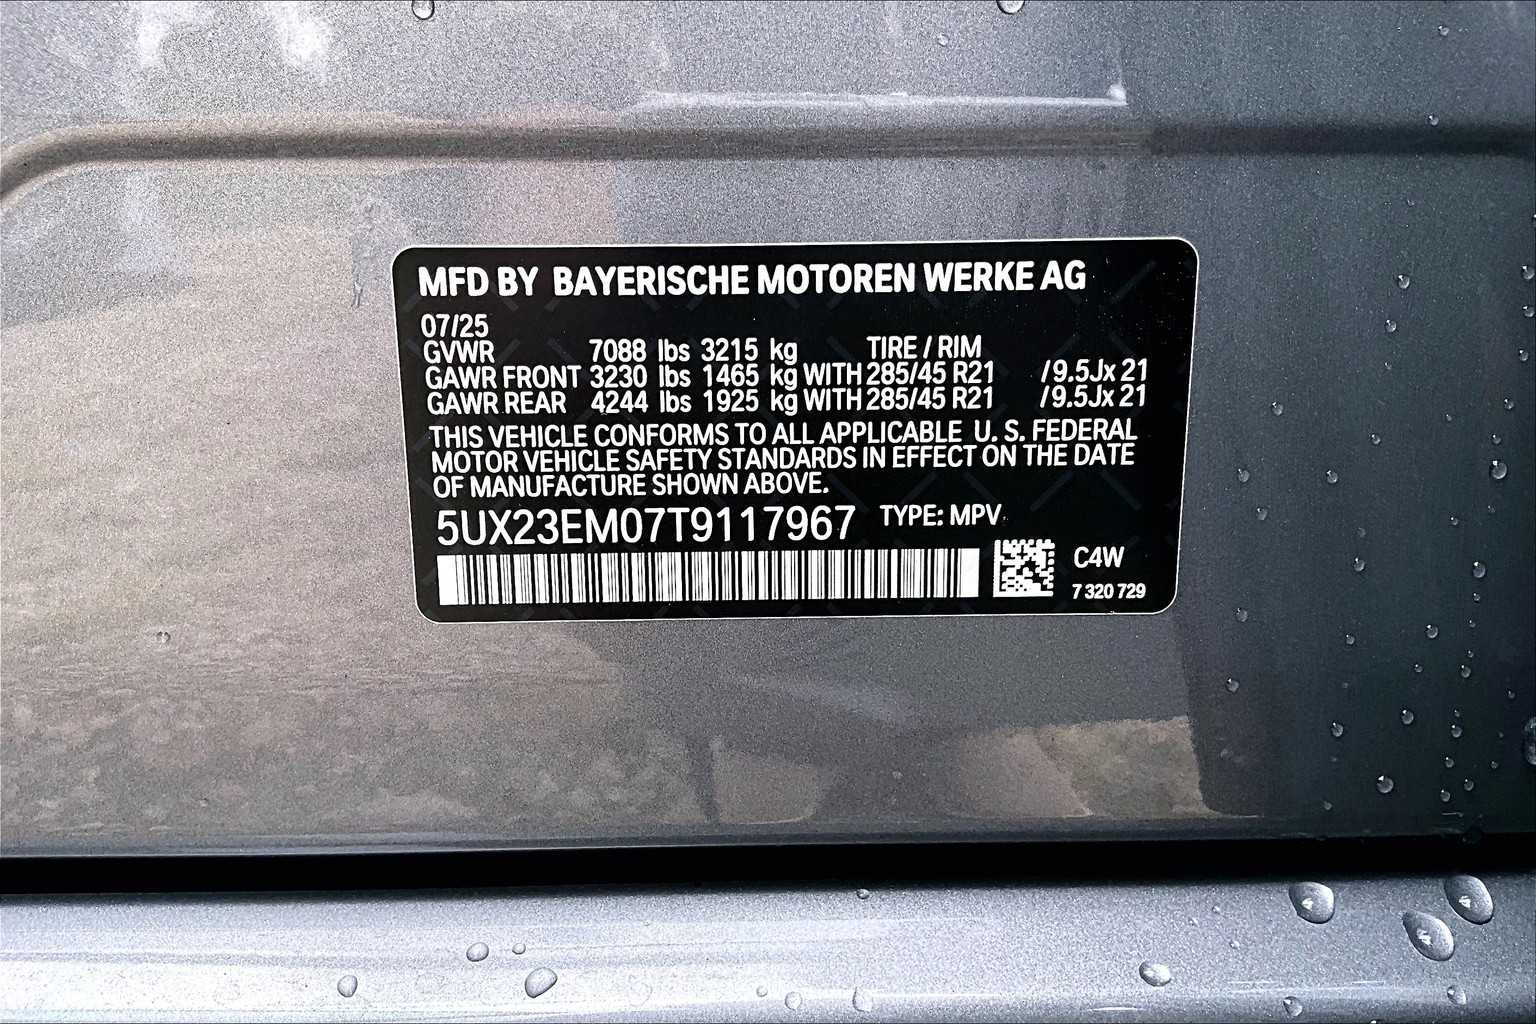 MFD BY BAYERISCHE MOTOREN WERKE AG
07/25
GVWR 7088 lbs 3215 kg TIRE / RIM
GAWR FRONT 3230 lbs 1465 kg WITH 285/45 R21 /9.5Jx 21
GAWR REAR 4244 lbs 1925 kg WITH 285/45 R21 /9.5Jx 21
THIS VEHICLE CONFORMS TO ALL APPLICABLE U. S. FEDERAL
MOTOR VEHICLE SAFETY STANDARDS IN EFFECT ON THE DATE
OF MANUFACTURE SHOWN ABOVE.
5UX23EM07T9117967 TYPE: MPV
C4W
7 320 729